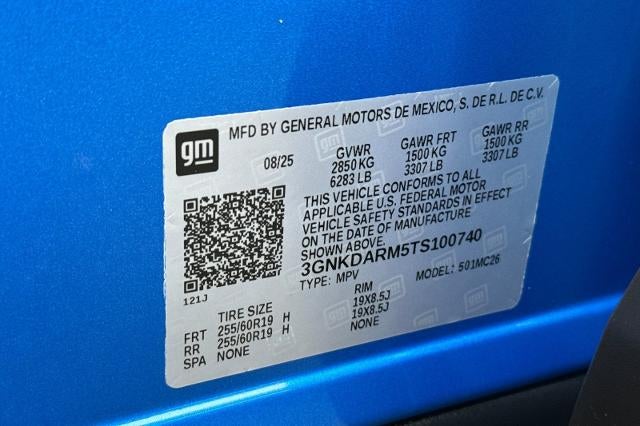 gm MFD BY GENERAL MOTORS DE MEXICO, S. DE R.L. DE C.V.
08/25 GVWR GAWR FRT GAWR RR
2850 KG 1500 KG 1500 KG
6283 LB 3307 LB 3307 LB
THIS VEHICLE CONFORMS TO ALL
APPLICABLE U.S. FEDERAL MOTOR
VEHICLE SAFETY STANDARDS IN EFFECT
ON THE DATE OF MANUFACTURE
SHOWN ABOVE.
3GNKDARM5TS100740
TYPE: MPV MODEL: 501MC26
121J
TIRE SIZE RIM
FRT 255/60R19 H 19X8.5J
RR 255/60R19 H 19X8.5J
SPA NONE NONE